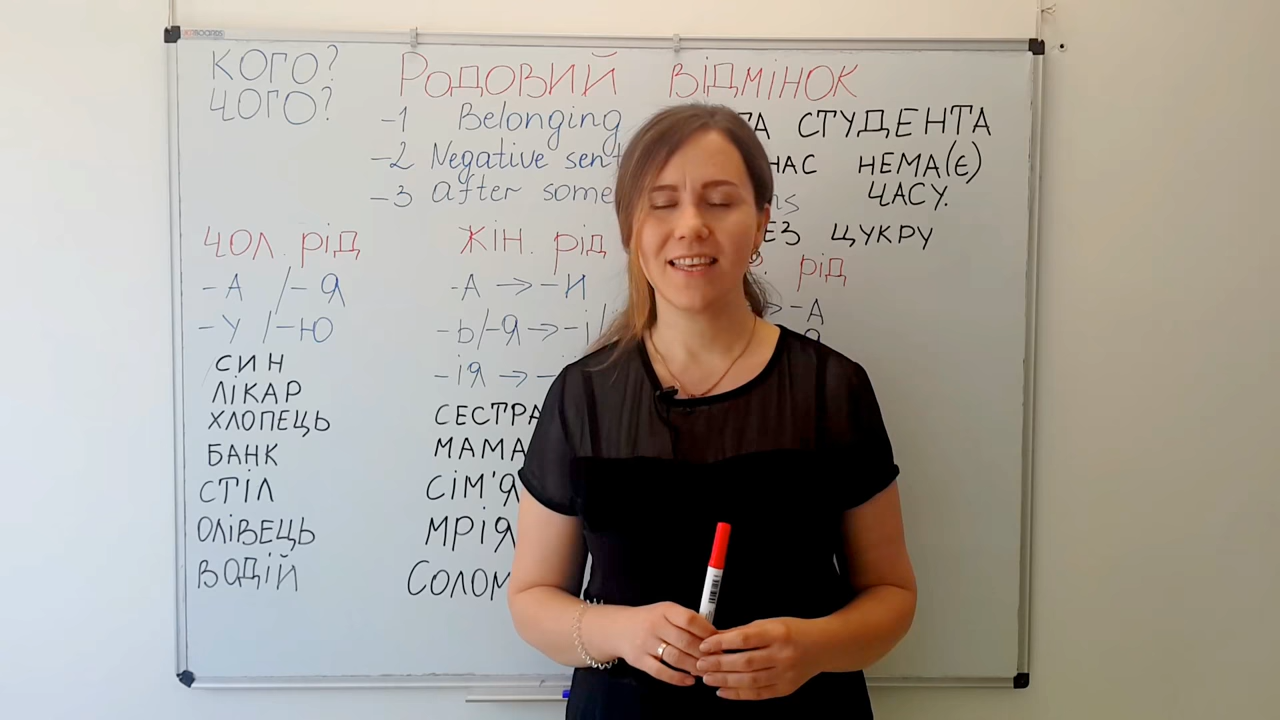 КОГО?
ЧОГО?
РОДОВИЙ ВІДМІНОК
-1 Belonging
СТУДЕНТА
-2 Negative
НАС НЕМА(Є)
ЧАСУ.
-3 after some
ЦУКРУ
ЧОЛ. рід
ЖІН. рід
рід
-А /-Я
-А → -И
-А
-У /-Ю
-Ь/-Я → -і/
-ія →
СИН
ЛІКАР
ХЛОПЕЦЬ
БАНК
СТІЛ
ОЛІВЕЦЬ
ВОДІЙ
СЕСТРА
МАМА
СІМ'Я
МРІЯ